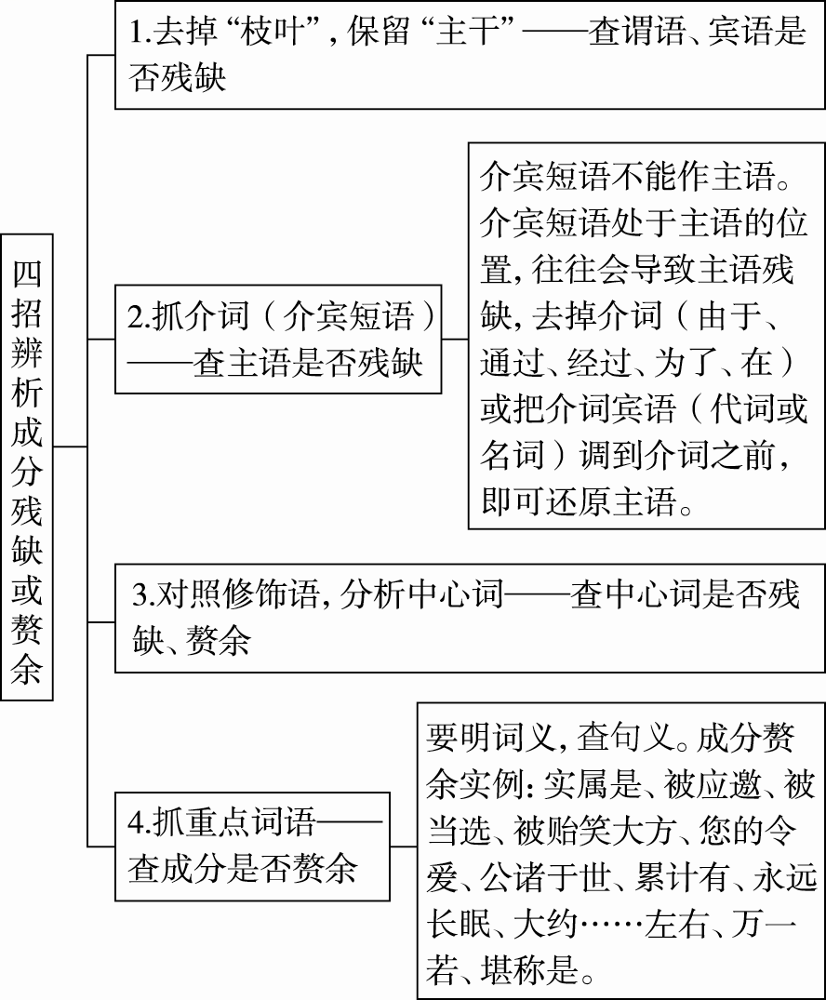 四招辨析成分残缺或赘余
1.去掉“枝叶”,保留“主干”——查谓语、宾语是
否残缺
2.抓介词(介宾短语)
——查主语是否残缺
介宾短语不能作主语。
介宾短语处于主语的位
置,往往会导致主语残
缺,去掉介词(由于、
通过、经过、为了、在)
或把介词宾语(代词或
名词)调到介词之前,
即可还原主语。
3.对照修饰语,分析中心词——查中心词是否残
缺、赘余
4.抓重点词语——
查成分是否赘余
要明词义,查句义。成分赘
余实例:实属是、被应邀、被
当选、被贻笑大方、您的令
爱、公诸于世、累计有、永远
长眠、大约……左右、万一
若、堪称是。